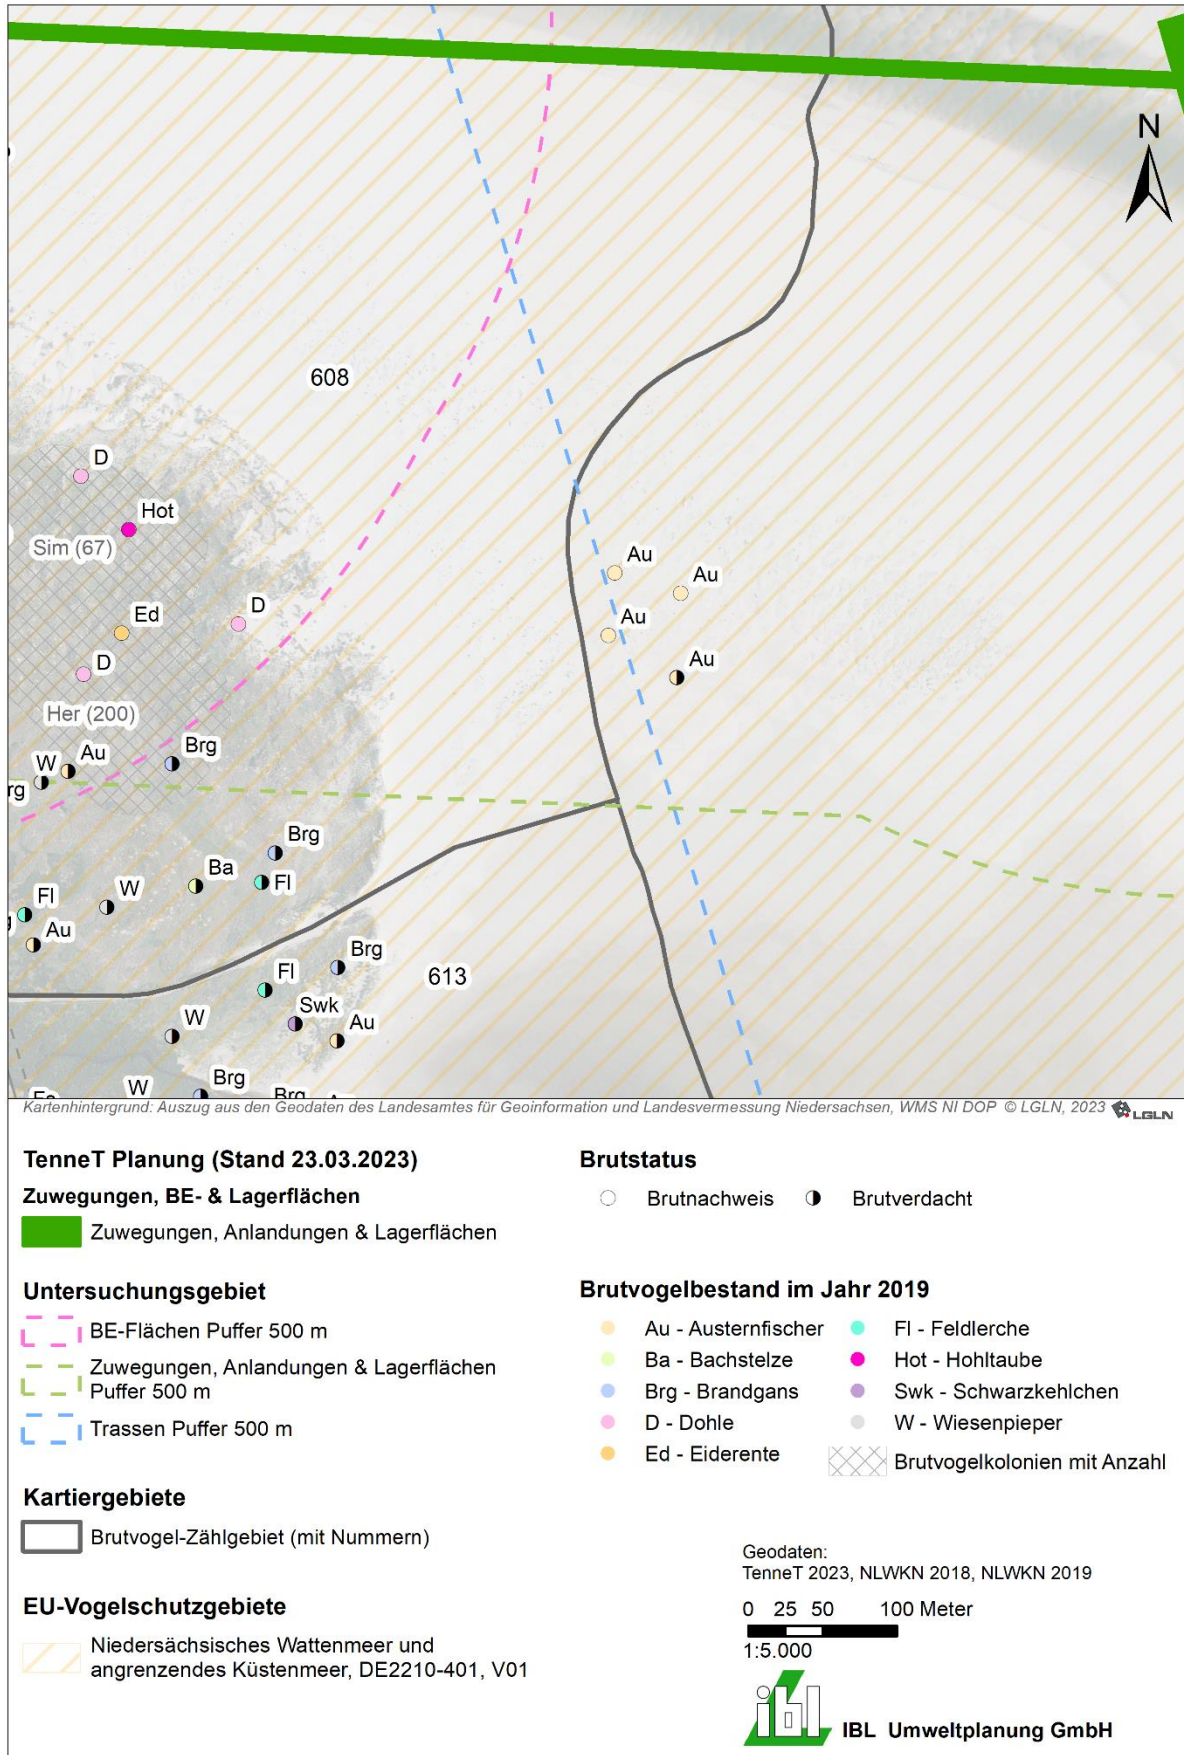 N
608
D
Hot
Sim (67)
Au
Au
Ed
D
Au
D
Au
Her (200)
Brg
Au
W
rg
Brg
Ba
Fl
W
Fl
Au
Brg
613
Fl
Swk
W
Au
W
Brg
Brg
Kartenhintergrund: Auszug aus den Geodaten des Landesamtes für Geoinformation und Landesvermessung Niedersachsen, WMS NI DOP © LGLN, 2023 LGLN
TenneT Planung (Stand 23.03.2023)
Zuwegungen, BE- & Lagerflächen
Zuwegungen, Anlandungen & Lagerflächen
Untersuchungsgebiet
BE-Flächen Puffer 500 m
Zuwegungen, Anlandungen & Lagerflächen
Puffer 500 m
Trassen Puffer 500 m
Kartiergebiete
Brutvogel-Zählgebiet (mit Nummern)
EU-Vogelschutzgebiete
Niedersächsisches Wattenmeer und
angrenzendes Küstenmeer, DE2210-401, V01
Brutstatus
Brutnachweis Brutverdacht
Brutvogelbestand im Jahr 2019
Au - Austernfischer
Ba - Bachstelze
Brg - Brandgans
D - Dohle
Ed - Eiderente
Fl - Feldlerche
Hot - Hohltaube
Swk - Schwarzkehlchen
W - Wiesenpieper
Brutvogelkolonien mit Anzahl
Geodaten:
TenneT 2023, NLWKN 2018, NLWKN 2019
0 25 50 100 Meter
1:5.000
ibl IBL Umweltplanung GmbH